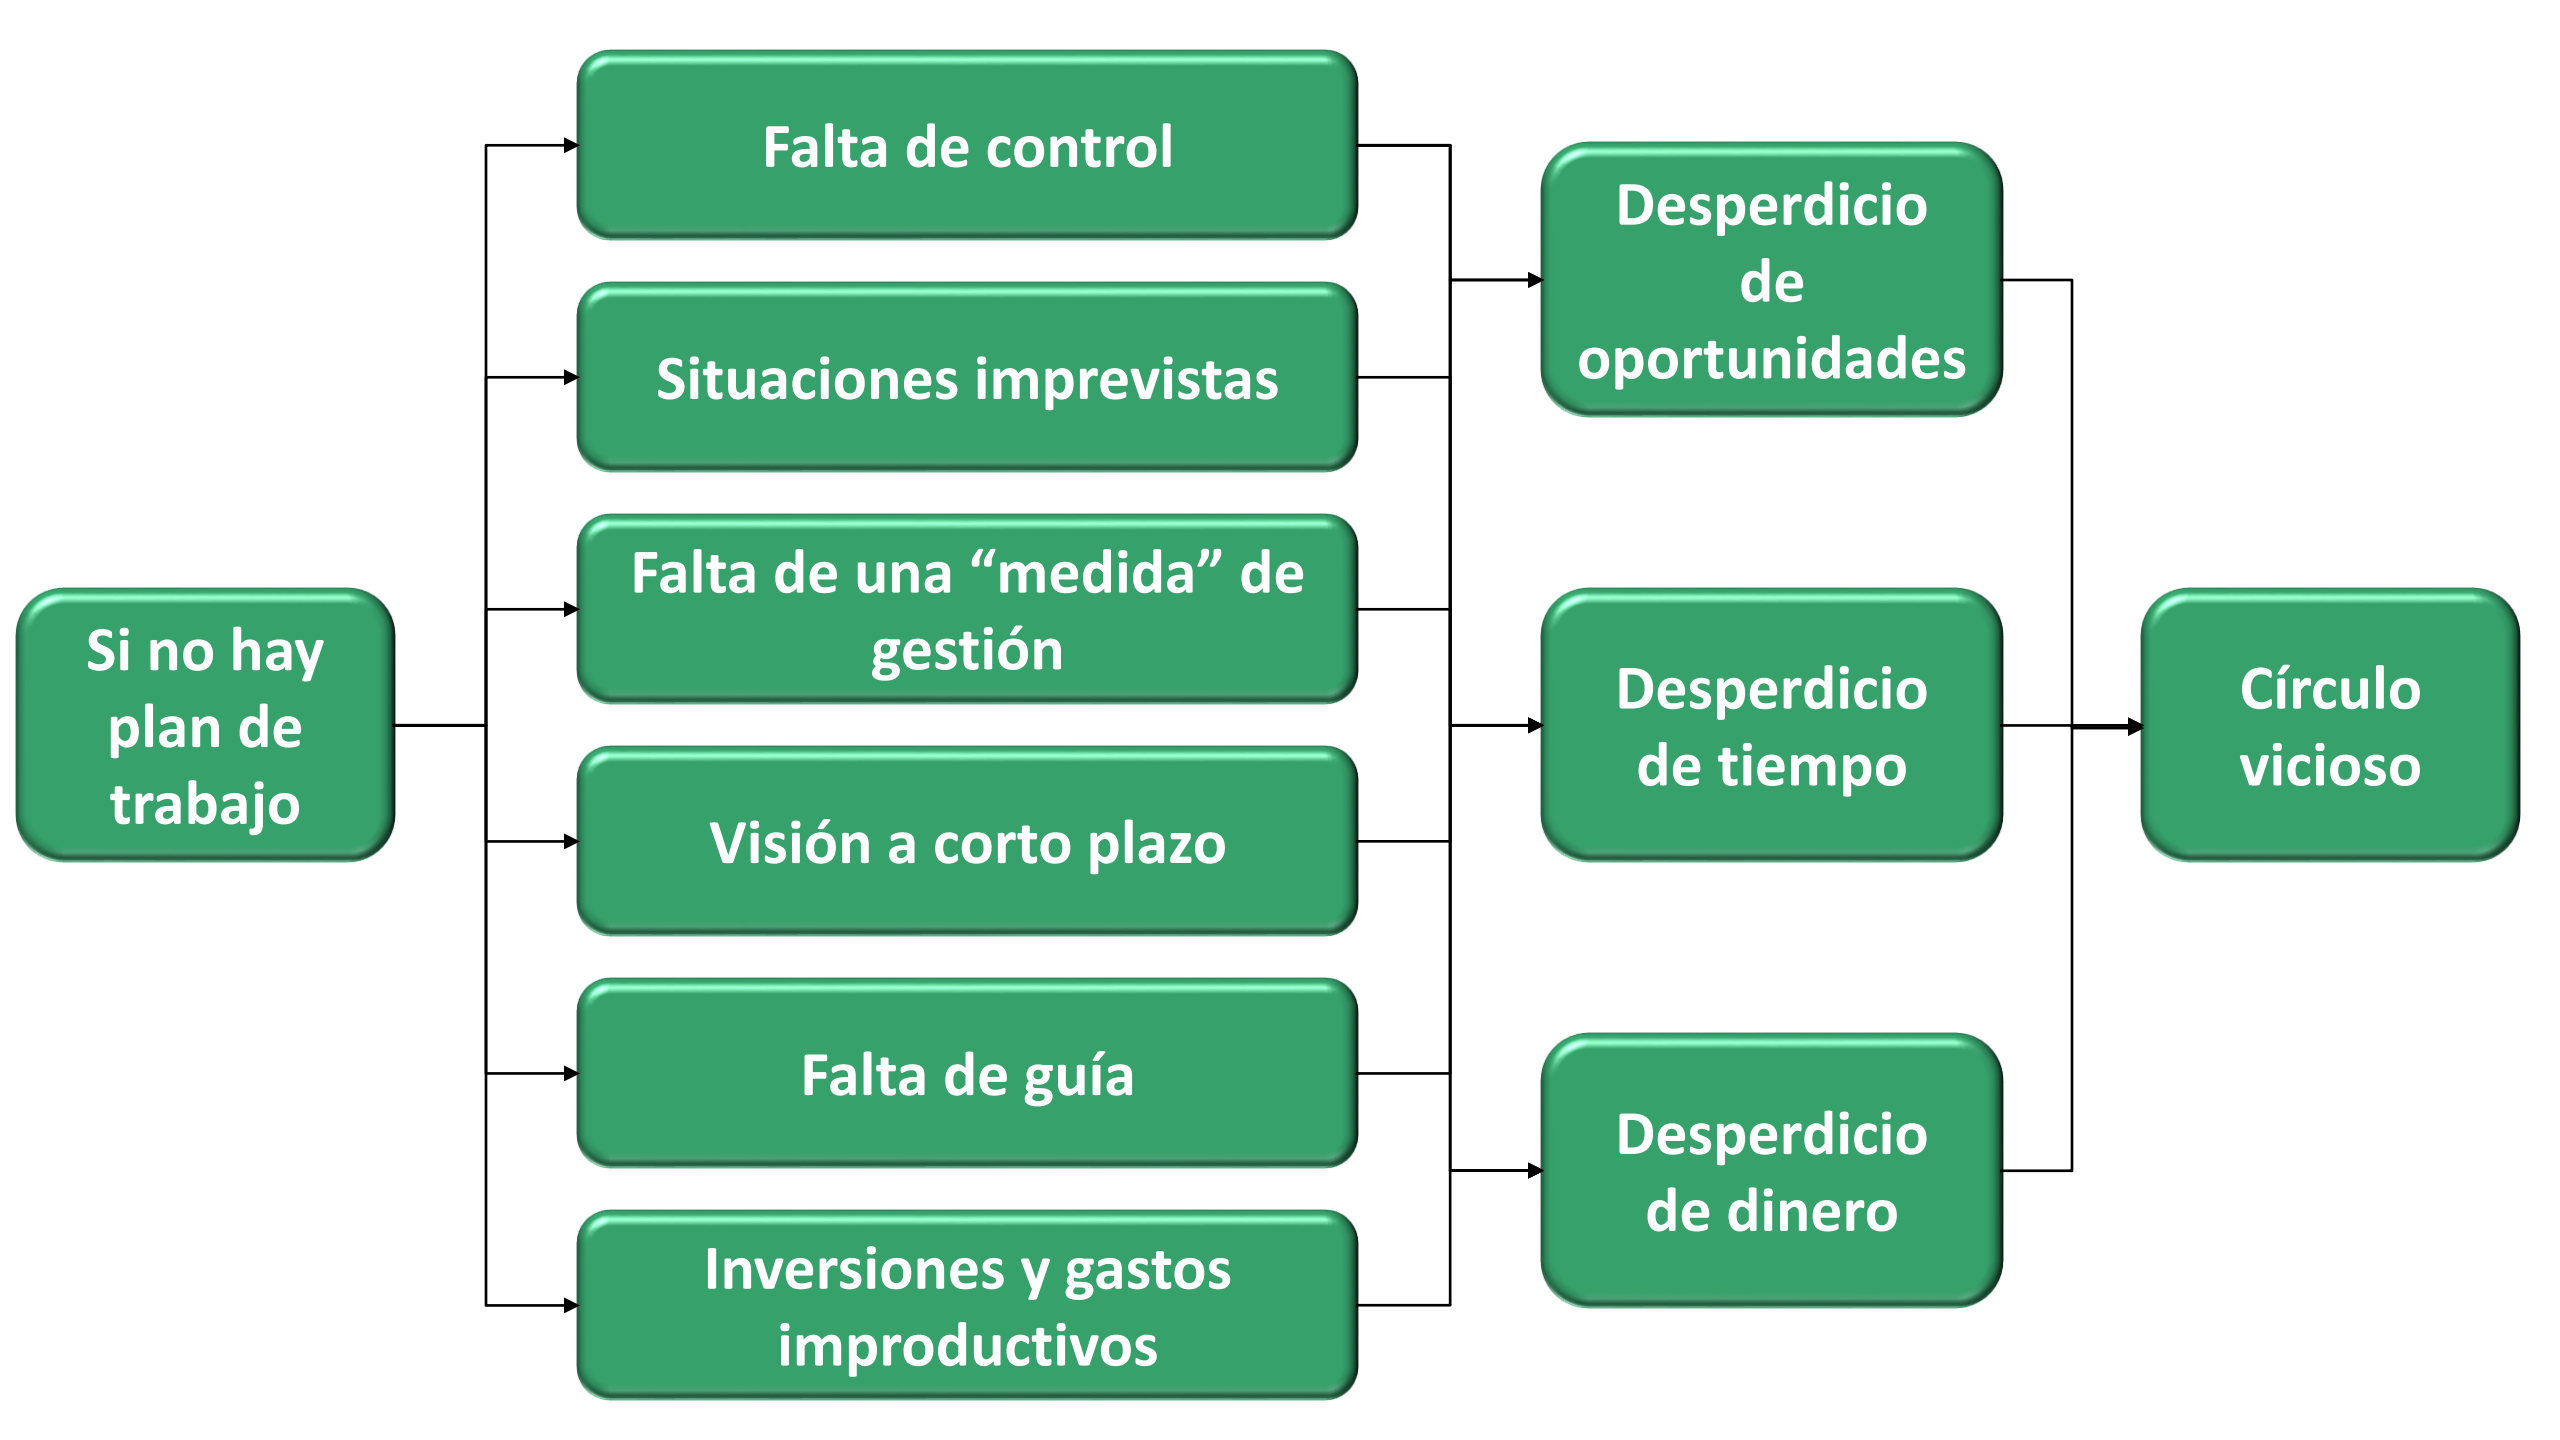 Si no hay
plan de
trabajo
Falta de control
Situaciones imprevistas
Falta de una “medida” de
gestión
Visión a corto plazo
Falta de guía
Inversiones y gastos
improductivos
Desperdicio
de
oportunidades
Desperdicio
de tiempo
Desperdicio
de dinero
Círculo
vicioso